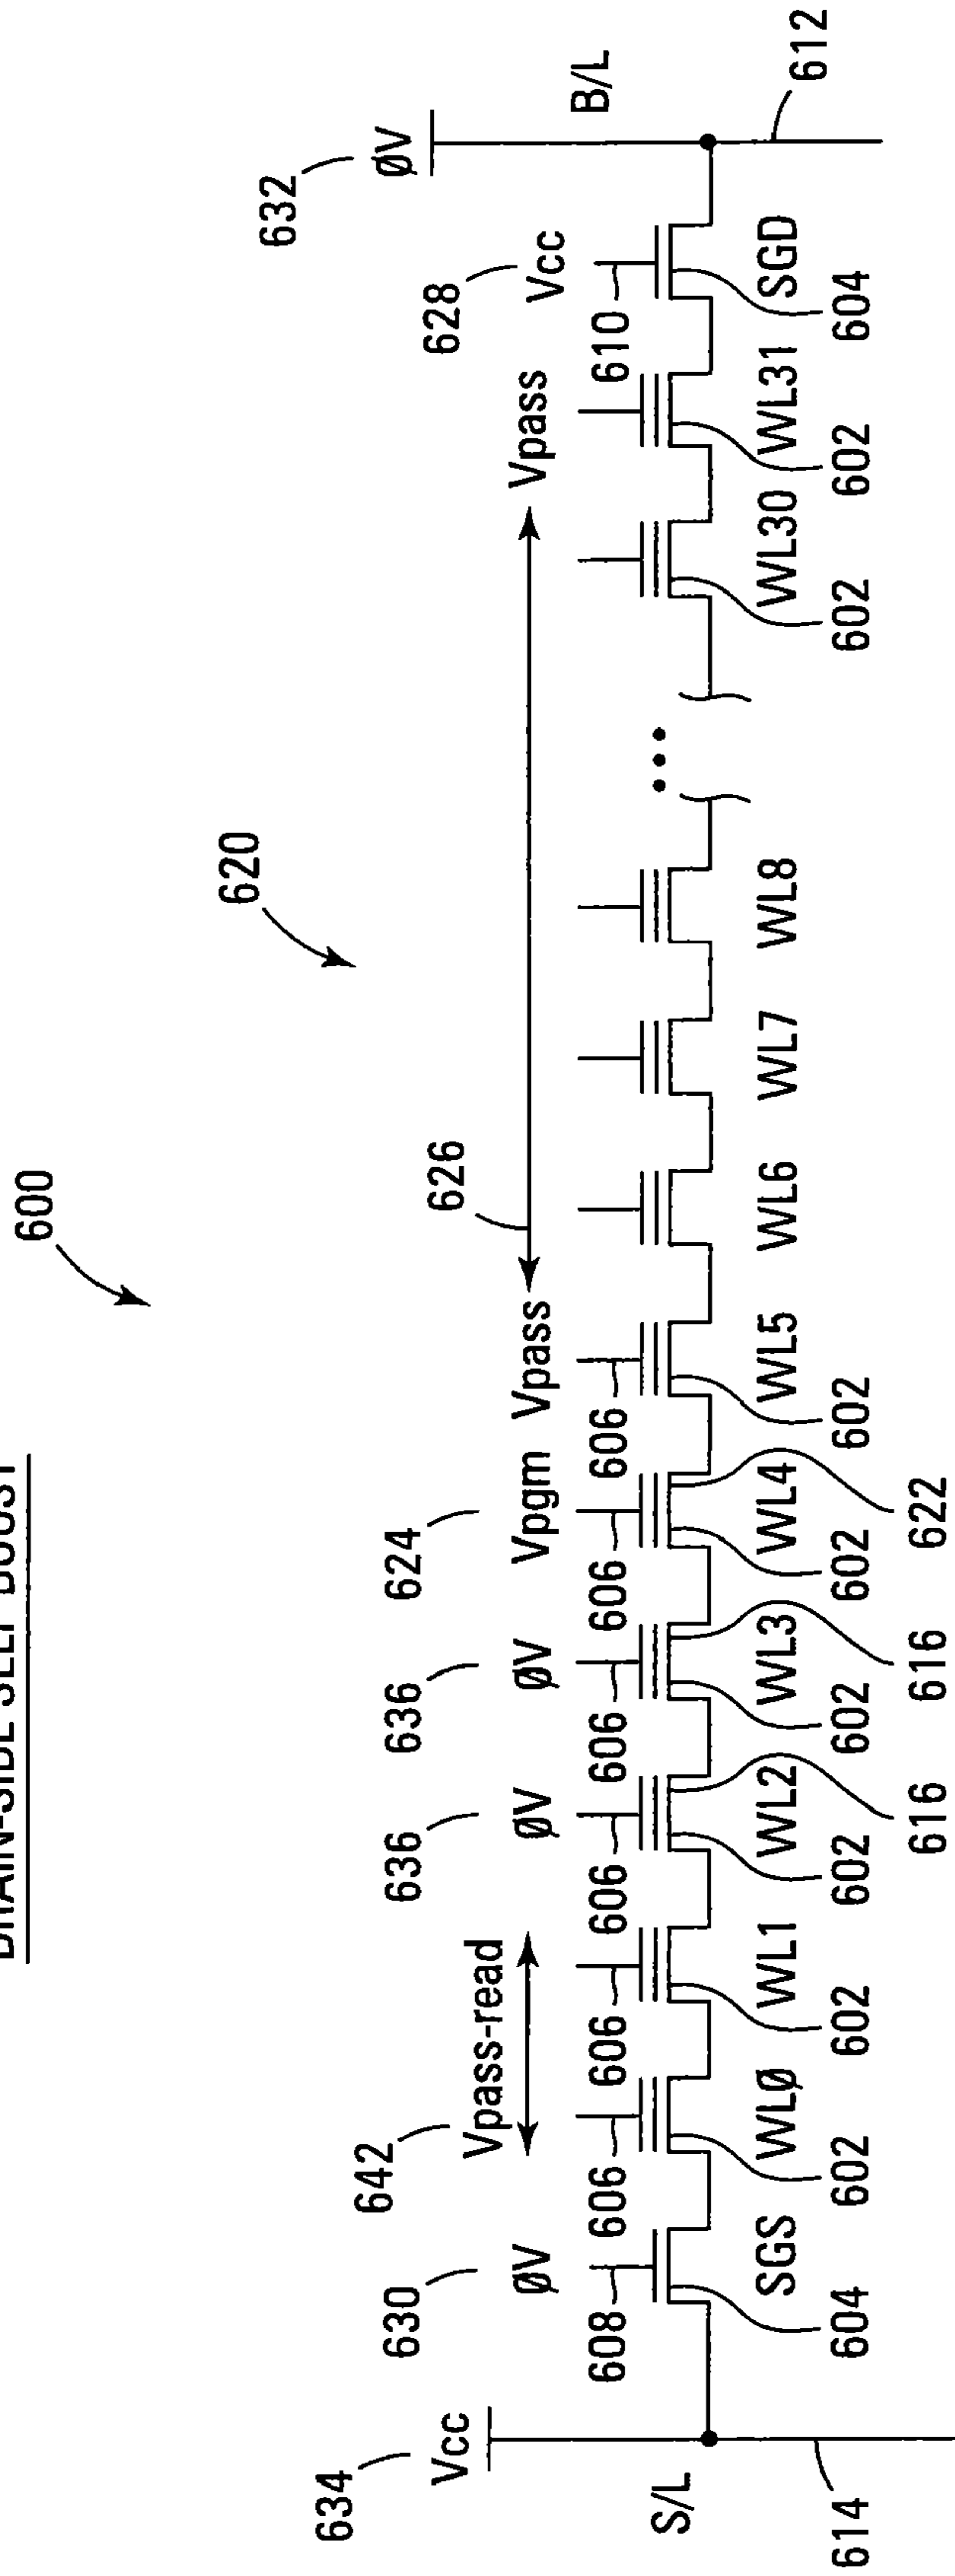 600
DRAIN-SIDE SELF BOOST
620
632
634 Vcc
630 ØV
642 Vpass-read
636 ØV
636 ØV
624 Vpgm
Vpass
626
Vpass
628 Vcc
ØV
B/L
608
606
606
606
606
606
606
610
S/L
SGS
WLØ
WL1
WL2
WL3
WL4
WL5
WL6
WL7
WL8
•••
WL30
WL31
SGD
614
604
602
602
602
602
602
602
602
602
604
612
616
616
622